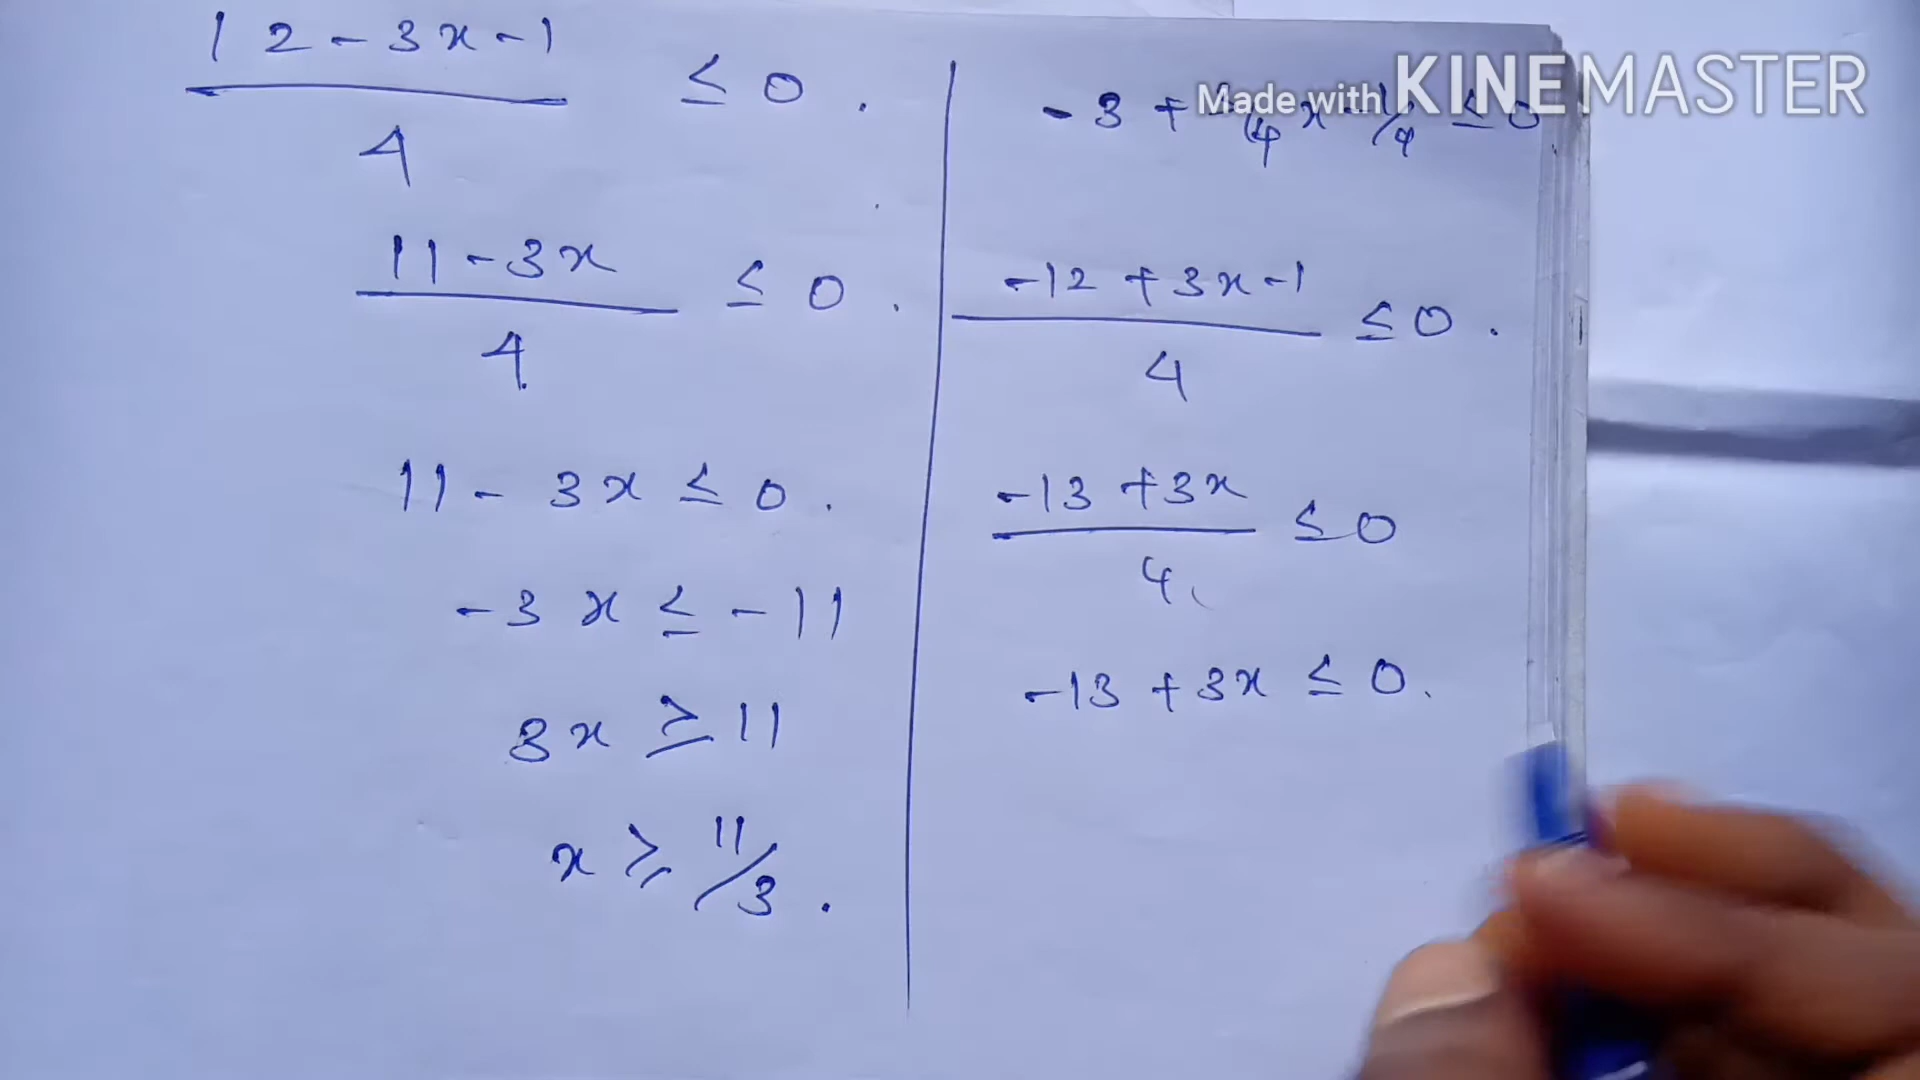 12 - 3x - 1
—
4
≤ 0 .
11 - 3x
—
4
≤ 0 .
11 - 3x ≤ 0 .
-3x ≤ -11
3x ≥ 11
x ≥ 11/3 .
Made with KINEMASTER
-12 + 3x - 1
—
4
≤ 0 .
-13 + 3x
—
4
≤ 0
-13 + 3x ≤ 0 .